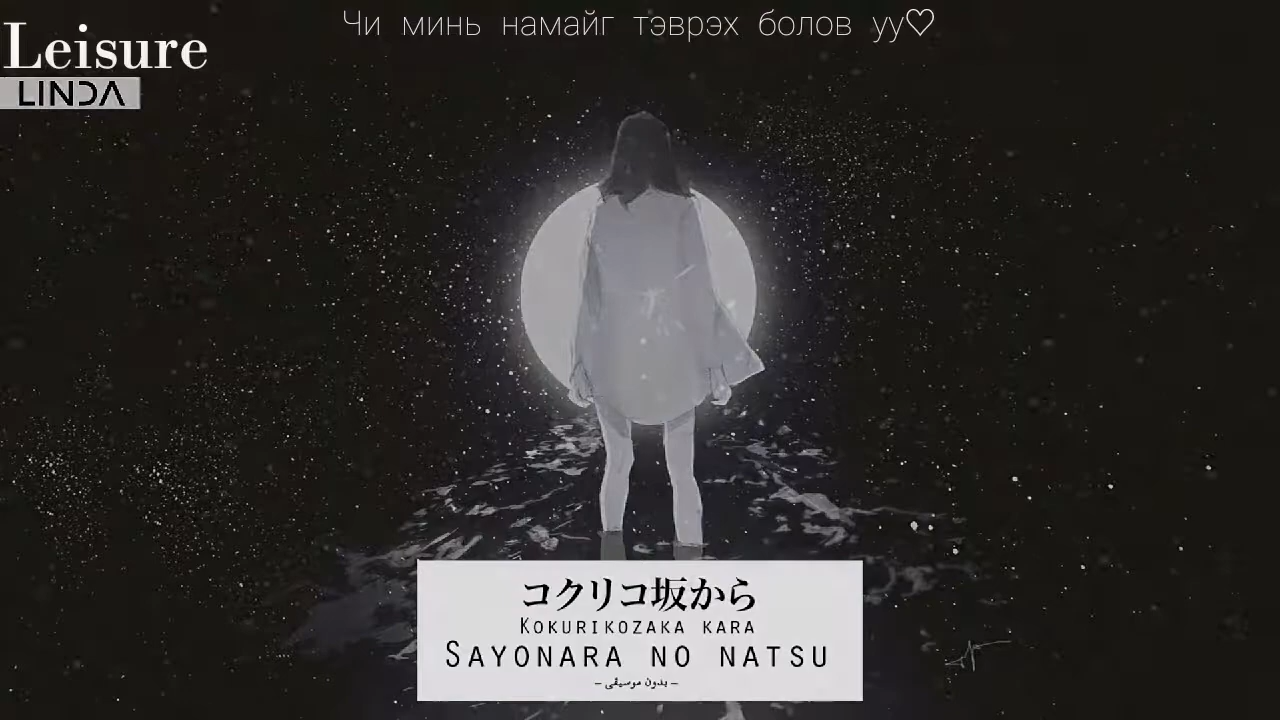 Чи минь намайг тэврэх болов уу♡
Leisure
LINDA
コクリコ坂から
KOKURIKOZAKA KARA
SAYONARA NO NATSU
– بدون موسيقى –